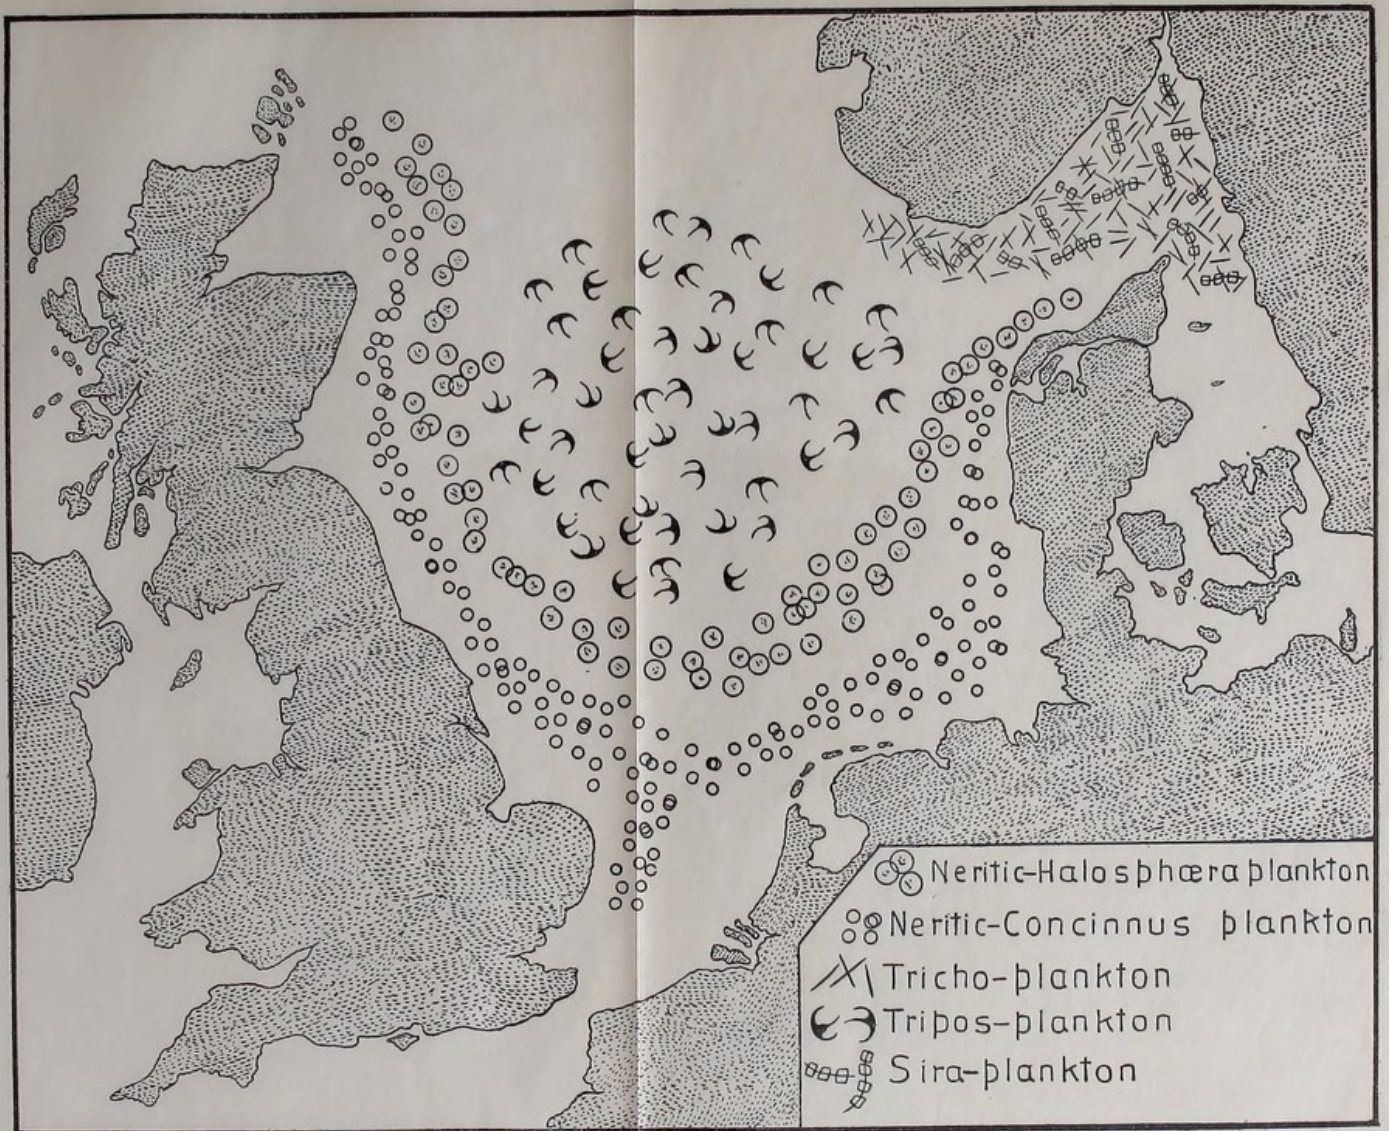 Neritic-Halosphæra plankton
Neritic-Concinnus plankton
Tricho-plankton
Tripos-plankton
Sira-plankton